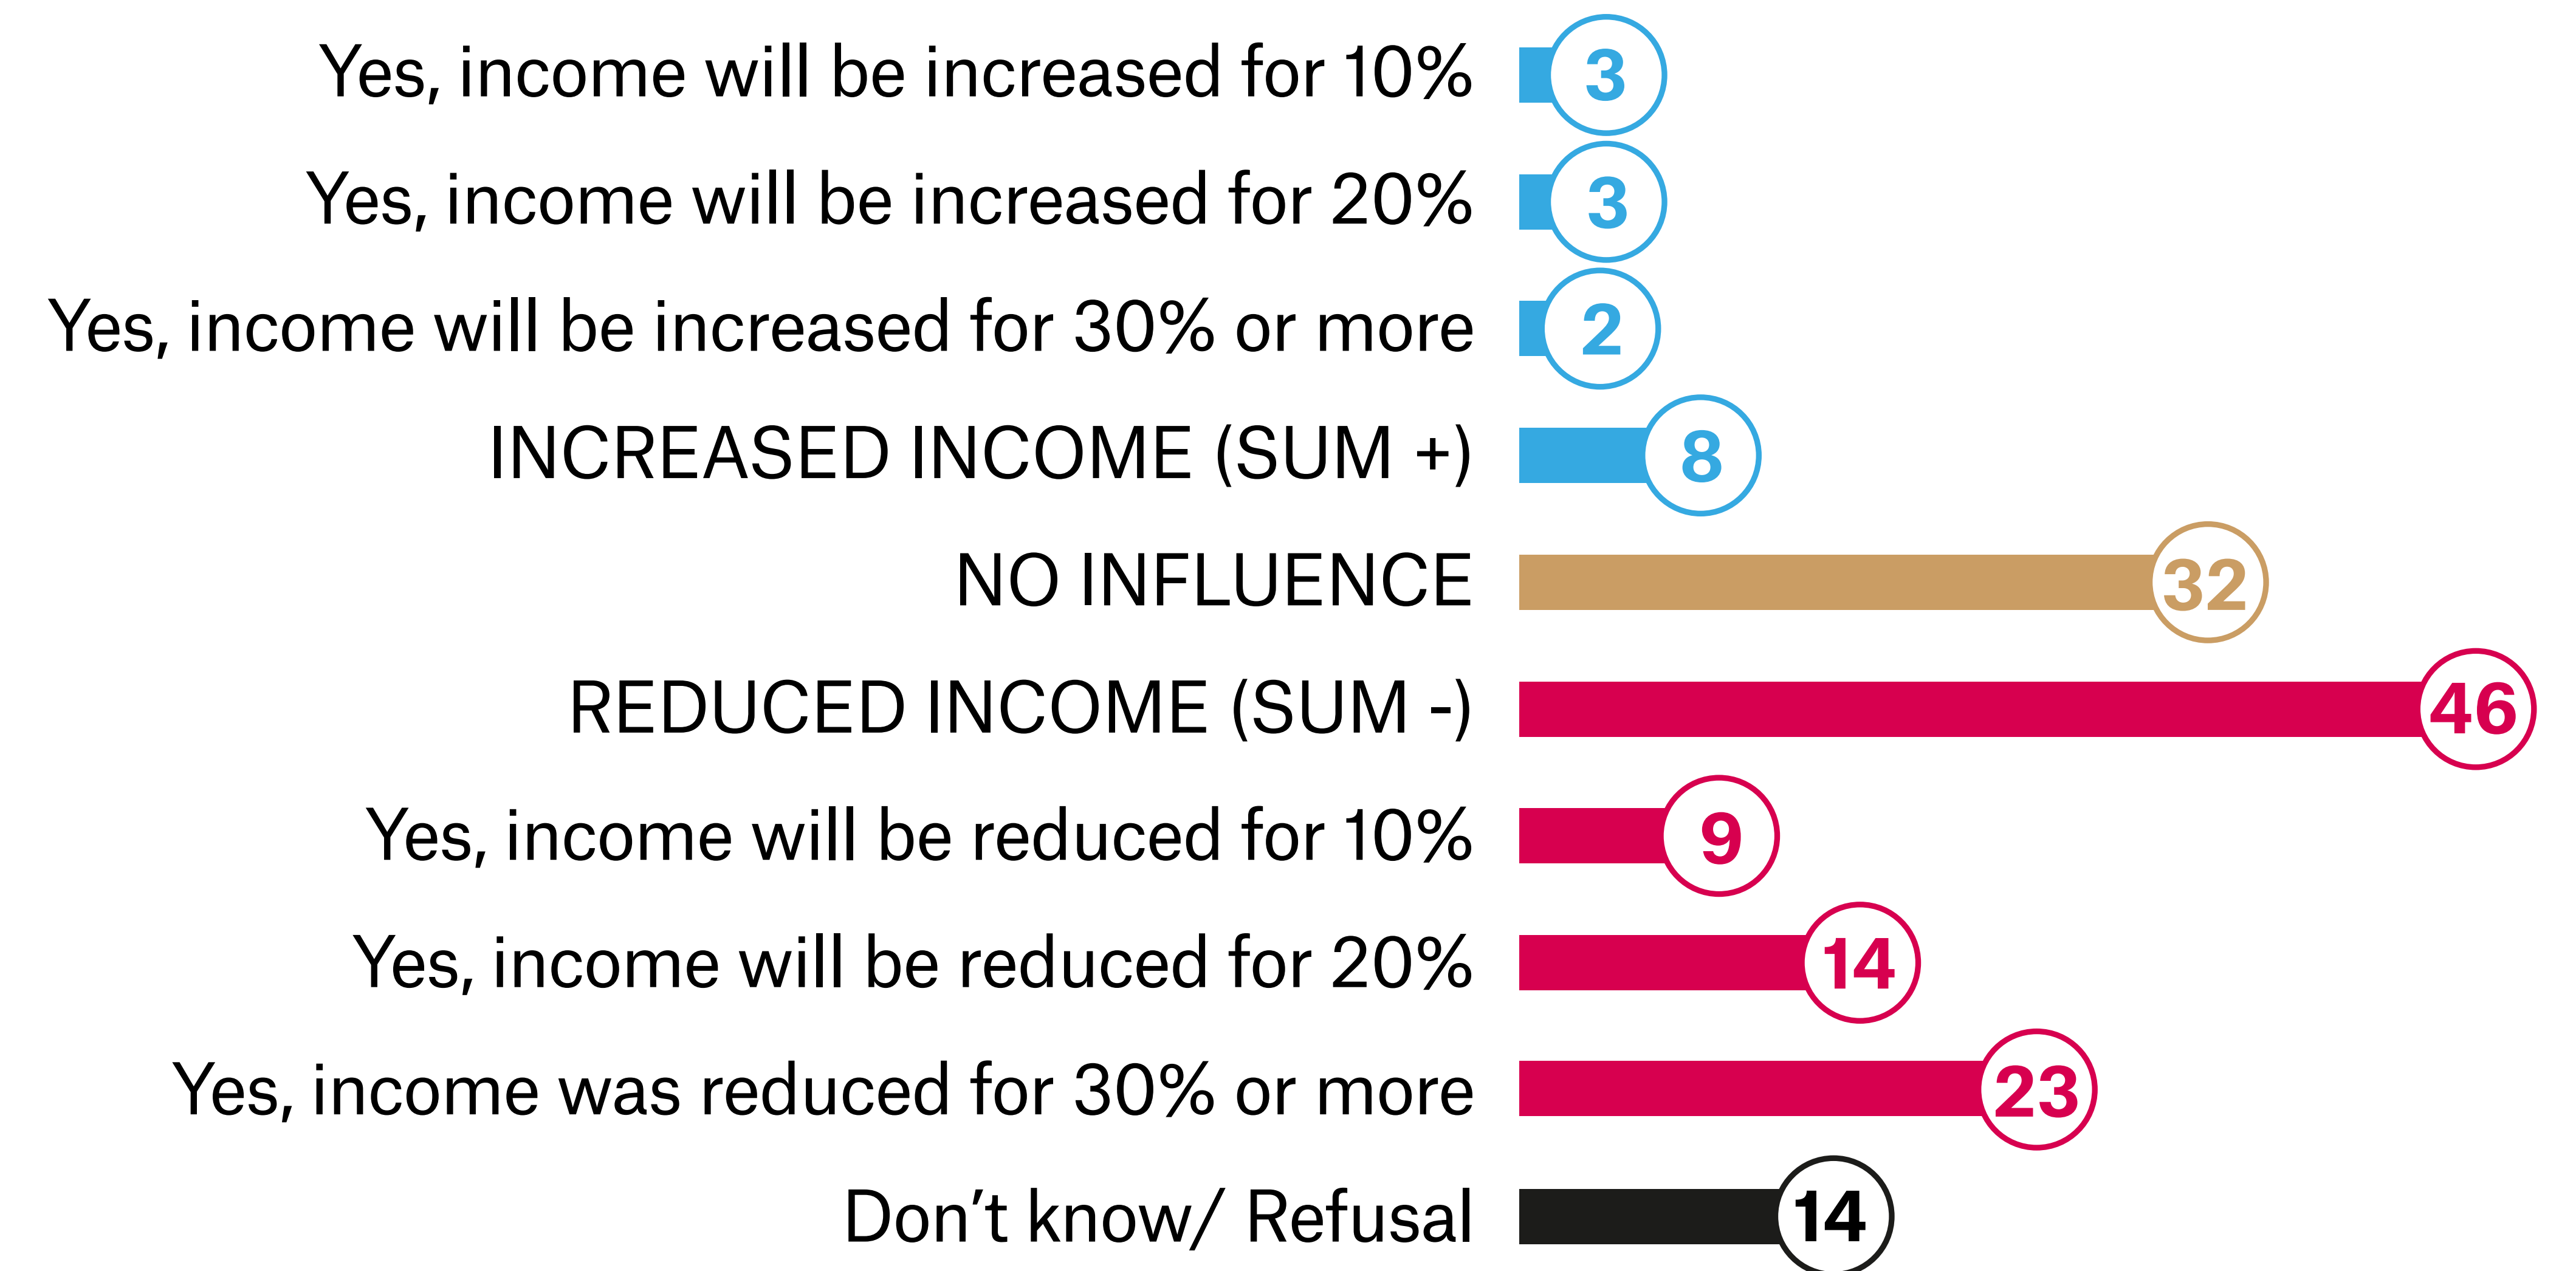 Yes, income will be increased for 10% 3
Yes, income will be increased for 20% 3
Yes, income will be increased for 30% or more 2
INCREASED INCOME (SUM +) 8
NO INFLUENCE 32
REDUCED INCOME (SUM -) 46
Yes, income will be reduced for 10% 9
Yes, income will be reduced for 20% 14
Yes, income was reduced for 30% or more 23
Don’t know/ Refusal 14